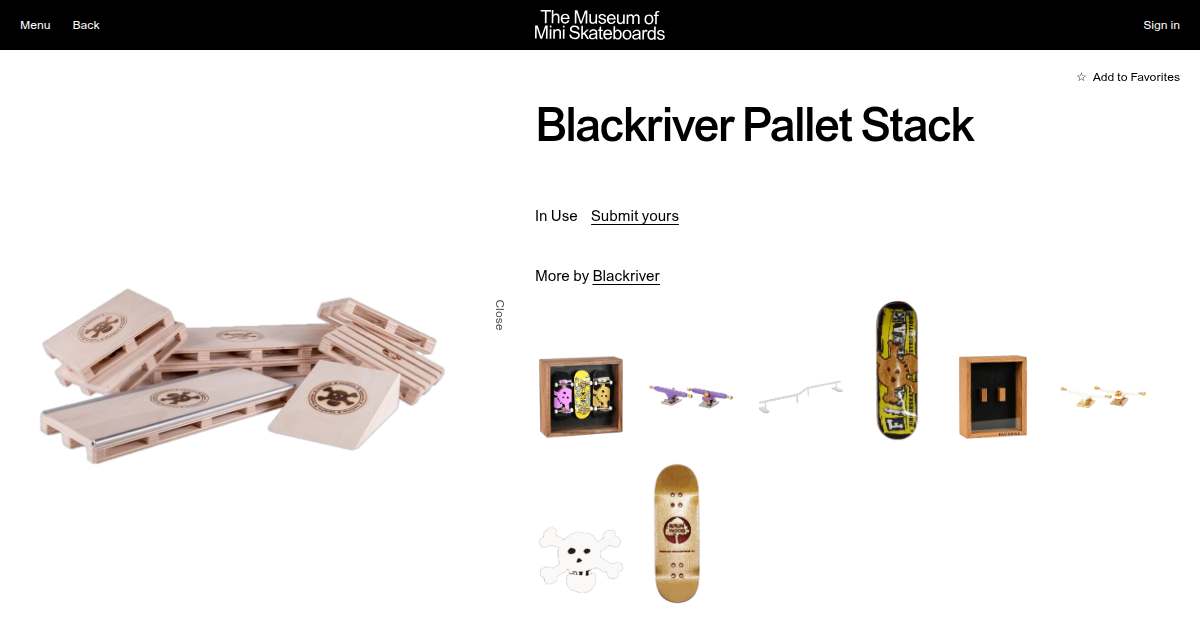 Menu
Back
The Museum of
Mini Skateboards
Sign in
☆ Add to Favorites
Blackriver Pallet Stack
In Use
Submit yours
More by Blackriver
Close